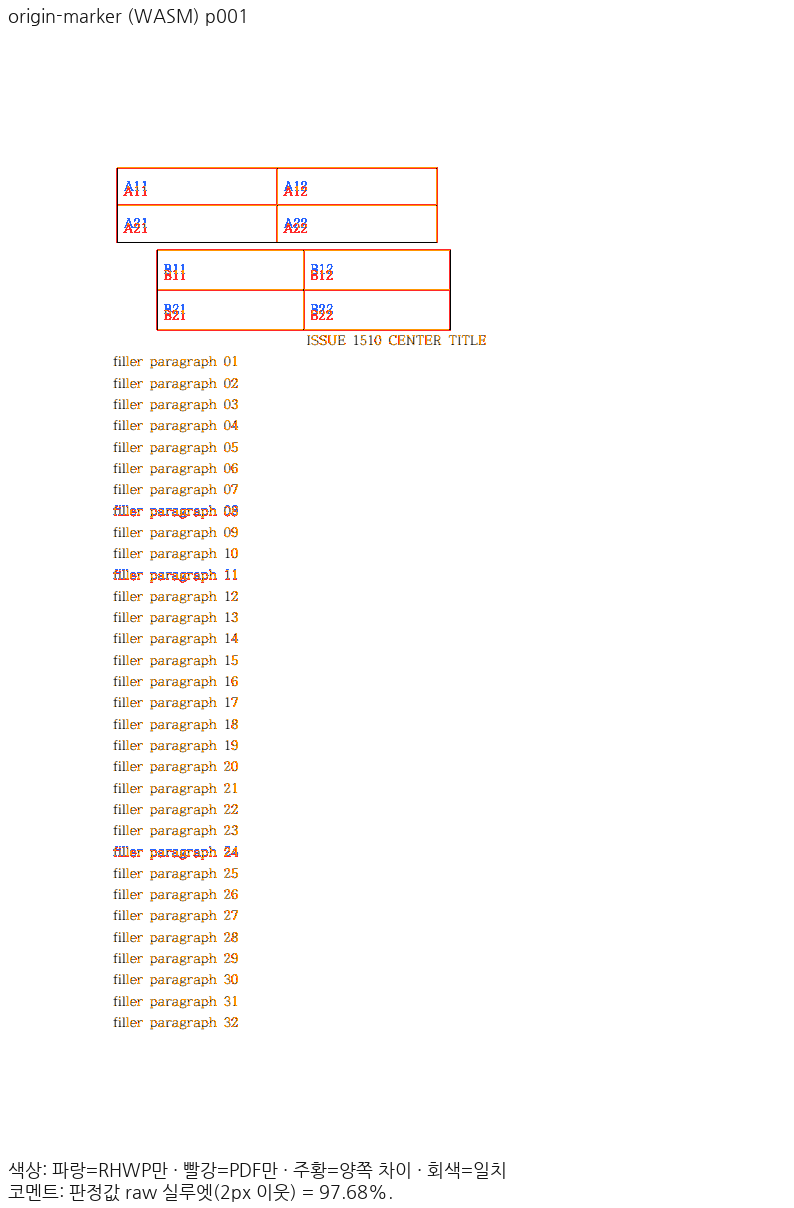 origin-marker (WASM) p001
A11 A12
A21 A22
B11 B12
B21 B22
ISSUE 1510 CENTER TITLE
filler paragraph 01
filler paragraph 02
filler paragraph 03
filler paragraph 04
filler paragraph 05
filler paragraph 06
filler paragraph 07
filler paragraph 08
filler paragraph 09
filler paragraph 10
filler paragraph 11
filler paragraph 12
filler paragraph 13
filler paragraph 14
filler paragraph 15
filler paragraph 16
filler paragraph 17
filler paragraph 18
filler paragraph 19
filler paragraph 20
filler paragraph 21
filler paragraph 22
filler paragraph 23
filler paragraph 24
filler paragraph 25
filler paragraph 26
filler paragraph 27
filler paragraph 28
filler paragraph 29
filler paragraph 30
filler paragraph 31
filler paragraph 32
색상: 파랑=RHWP만 · 빨강=PDF만 · 주황=양쪽 차이 · 회색=일치
코멘트: 판정값 raw 실루엣(2px 이웃) = 97.68%.